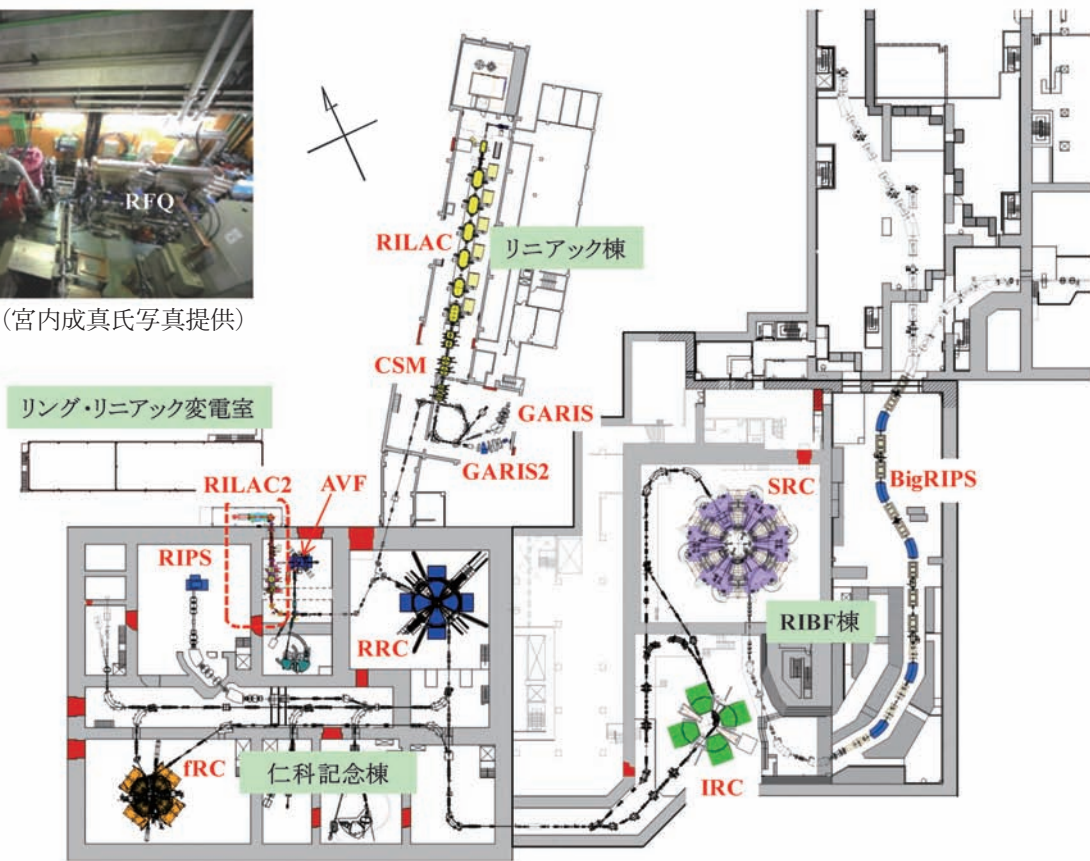 RFQ
(宮内成真氏写真提供)
RILAC
リニアック棟
CSM
GARIS
GARIS2
リング・リニアック変電室
RILAC2
AVF
SRC
BigRIPS
RIPS
RRC
RIBF棟
fRC
仁科記念棟
IRC